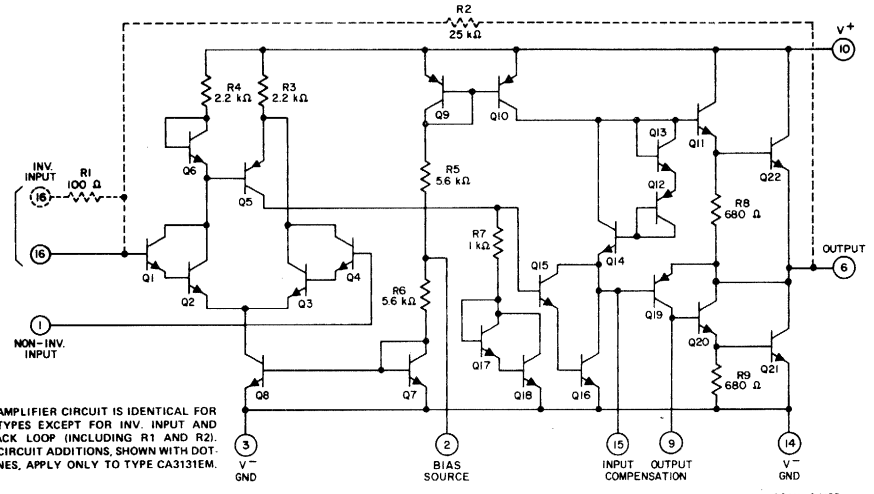 R2
25 kΩ
V+
10
R4
2.2 kΩ
R3
2.2 kΩ
Q9
Q10
Q13
Q11
Q6
Q12
Q22
INV.
INPUT
R1
100 Ω
16
Q5
R5
5.6 kΩ
R8
680 Ω
R7
1 kΩ
Q14
OUTPUT
16
6
Q1
Q2
Q3
Q4
R6
5.6 kΩ
Q15
Q19
1
NON-INV.
INPUT
Q20
Q17
Q21
Q8
Q7
Q18
Q16
R9
680 Ω
AMPLIFIER CIRCUIT IS IDENTICAL FOR
TYPES EXCEPT FOR INV. INPUT AND
ACK LOOP (INCLUDING R1 AND R2).
CIRCUIT ADDITIONS, SHOWN WITH DOT-
NES, APPLY ONLY TO TYPE CA3131EM.
3
V−
GND
2
BIAS
SOURCE
15
INPUT
9
OUTPUT
COMPENSATION
14
V−
GND